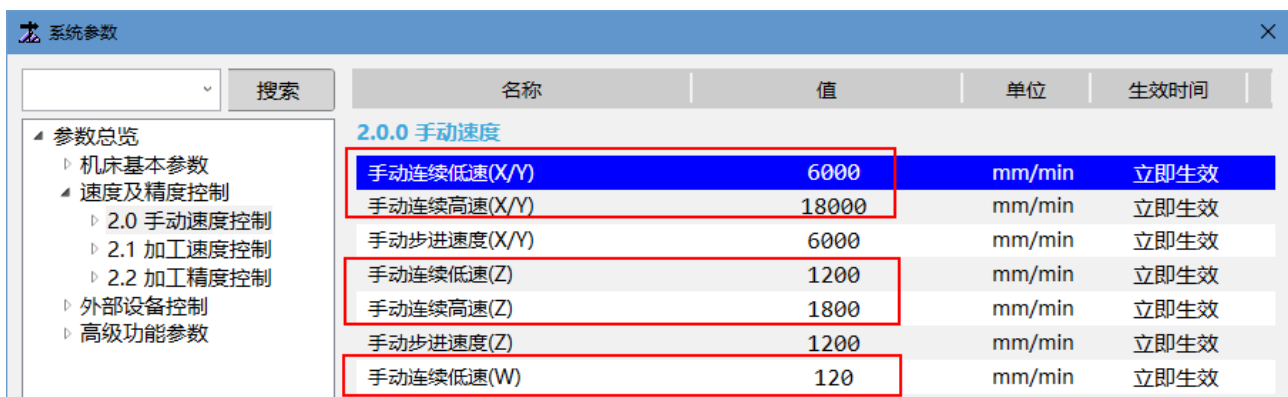 系统参数
搜索
参数总览
机床基本参数
速度及精度控制
2.0 手动速度控制
2.1 加工速度控制
2.2 加工精度控制
外部设备控制
高级功能参数
名称 值 单位 生效时间
2.0.0 手动速度
手动连续低速(X/Y) 6000 mm/min 立即生效
手动连续高速(X/Y) 18000 mm/min 立即生效
手动步进速度(X/Y) 6000 mm/min 立即生效
手动连续低速(Z) 1200 mm/min 立即生效
手动连续高速(Z) 1800 mm/min 立即生效
手动步进速度(Z) 1200 mm/min 立即生效
手动连续低速(W) 120 mm/min 立即生效